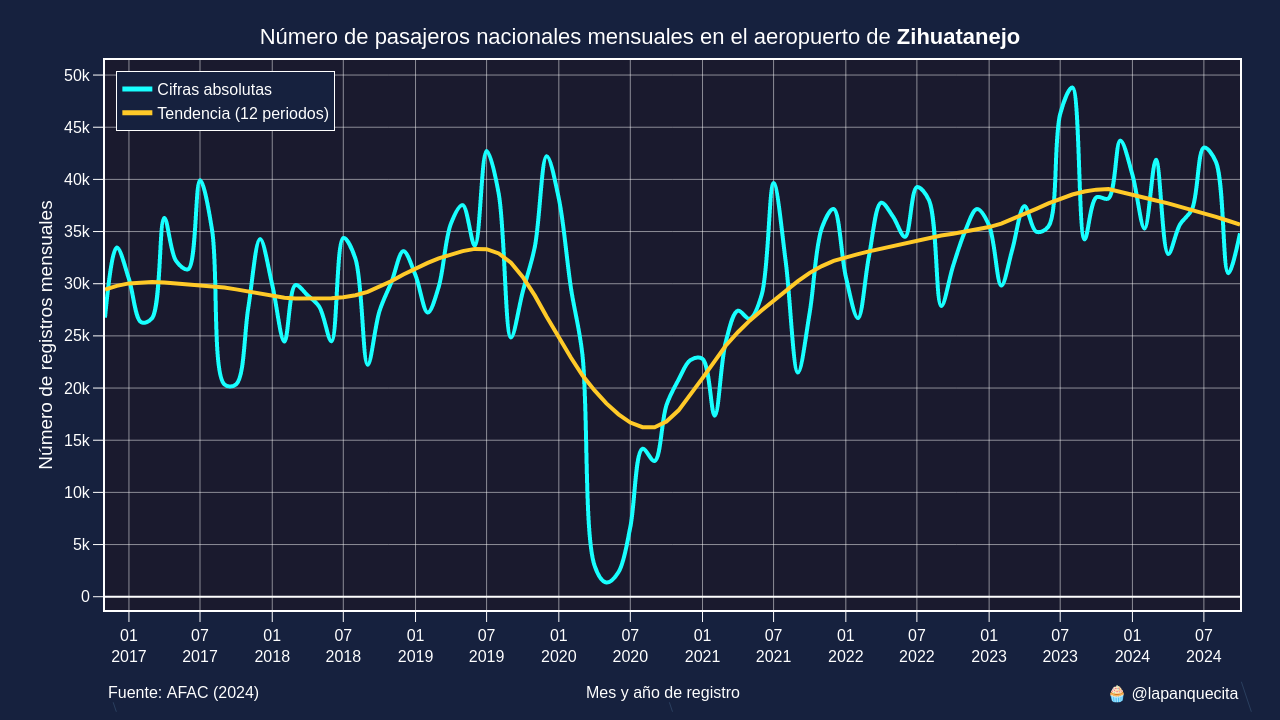 Número de pasajeros nacionales mensuales en el aeropuerto de Zihuatanejo
Cifras absolutas
Tendencia (12 periodos)
Número de registros mensuales
50k
45k
40k
35k
30k
25k
20k
15k
10k
5k
0
01 07 01 07 01 07 01 07 01 07 01 07 01 07 01 07
2017 2017 2018 2018 2019 2019 2020 2020 2021 2021 2022 2022 2023 2023 2024 2024
Fuente: AFAC (2024)
Mes y año de registro
🧁 @lapanquecita